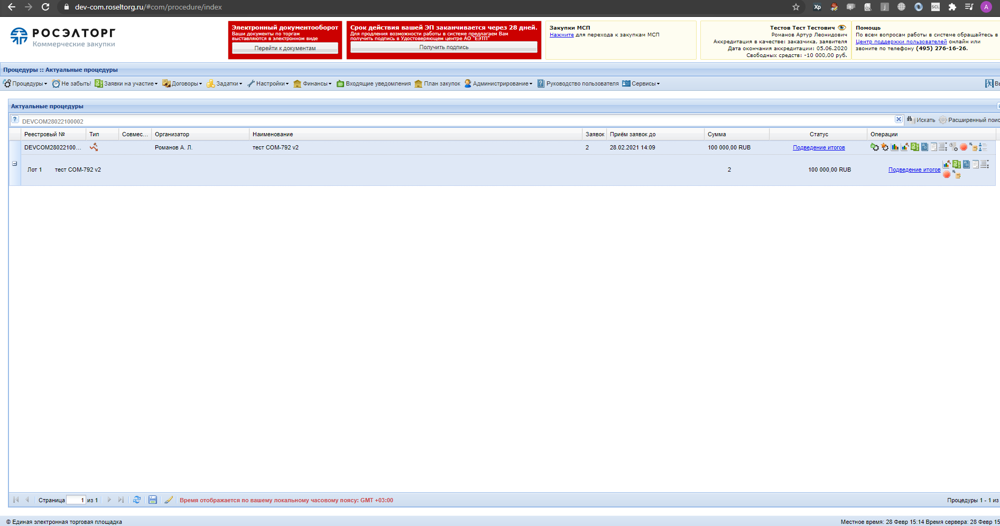 dev-com.roseltorg.ru/#com/procedure/index
Xp
j
SCL
A
РОСЭЛТОРГ
Коммерческие закупки
Электронный документооборот
Ваши документы по торгам
выставляются в электронном виде
Перейти к документам
Срок действия вашей ЭП заканчивается через 28 дней.
Для продления возможности работы в системе предлагаем Вам
получить подпись в Удостоверяющем центре АО "ЕЭТП"
Получить подпись
Закупки МСП
Нажмите для перехода к закупкам МСП
Тестов Тест Тестович
Романов Артур Леонидович
Аккредитация в качестве: заказчика, заявителя
Дата окончания аккредитации: 05.06.2020
Свободных средств: -10 000,00 руб.
Помощь
По всем вопросам работы в системе обращайтесь в
Центр поддержки пользователей онлайн или
звоните по телефону (495) 276-16-26.
Процедуры :: Актуальные процедуры
Процедуры Не забыть! Заявки на участие Договоры Задатки Настройки Финансы Входящие уведомления План закупок Администрирование Руководство пользователя Сервисы Вы
Актуальные процедуры
DEVCOM28022100002 Искать Расширенный поис
Реестровый № Тип Совмес... Организатор Наименование Заявок Приём заявок до Сумма Статус Операции
DEVCOM28022100... Романов А. Л. тест COM-792 v2 2 28.02.2021 14:09 100 000,00 RUB Подведение итогов
Лот 1 тест COM-792 v2 2 100 000,00 RUB Подведение итогов
Страница 1 из 1 Время отображается по вашему локальному часовому поясу: GMT +03:00 Процедуры 1 - 1 из
© Единая электронная торговая площадка Местное время: 28 Февр 15:14 Время сервера: 28 Февр 15